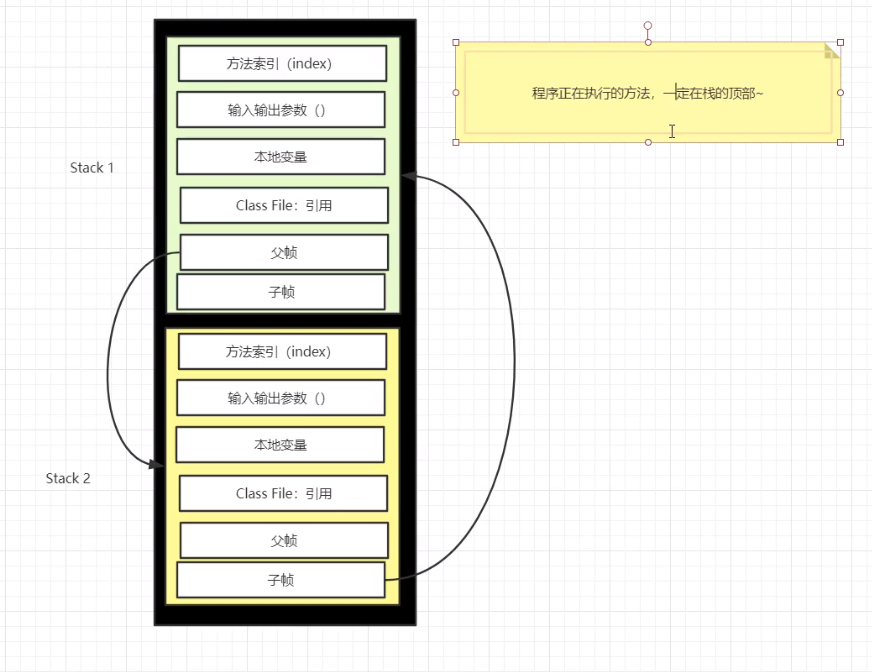 方法索引（index）
输入输出参数（）
本地变量
Class File：引用
父帧
子帧
Stack 1
方法索引（index）
输入输出参数（）
本地变量
Class File：引用
父帧
子帧
Stack 2
程序正在执行的方法，一定在栈的顶部~